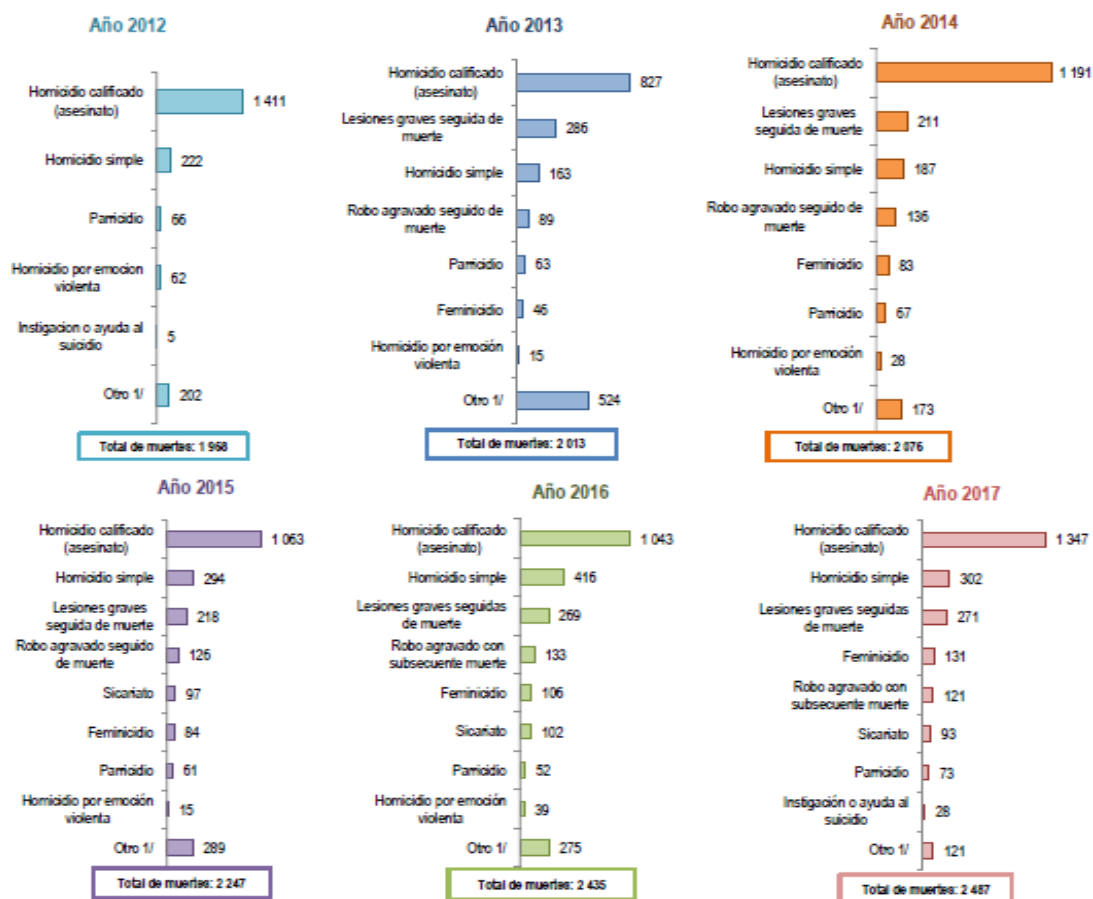 Año 2012
Homicidio calificado
(asesinato)
1 411
Homicidio simple
222
Parricidio
66
Homicidio por emocion
violenta
62
Instigacion o ayuda al
suicidio
5
Otro 1/
202
Total de muertes: 1 968
Año 2013
Homicidio calificado
(asesinato)
827
Lesiones graves seguida de
muerte
286
Homicidio simple
163
Robo agravado seguido de
muerte
89
Parricidio
63
Feminicidio
46
Homicidio por emoción
violenta
15
Otro 1/
524
Total de muertes: 2 013
Año 2014
Homicidio calificado
(asesinato)
1 191
Lesiones graves
seguida de muerte
211
Homicidio simple
187
Robo agravado seguido de
muerte
136
Feminicidio
83
Parricidio
67
Homicidio por emoción
violenta
28
Otro 1/
173
Total de muertes: 2 076
Año 2015
Homicidio calificado
(asesinato)
1 063
Homicidio simple
294
Lesiones graves
seguida de muerte
218
Robo agravado seguido
de muerte
126
Sicariato
97
Feminicidio
84
Parricidio
61
Homicidio por emoción
violenta
15
Otro 1/
289
Total de muertes: 2 247
Año 2016
Homicidio calificado
(asesinato)
1 043
Homicidio simple
416
Lesiones graves seguidas
de muerte
269
Robo agravado con
subsecuente muerte
133
Feminicidio
106
Sicariato
102
Parricidio
52
Homicidio por emoción
violenta
39
Otro 1/
275
Total de muertes: 2 435
Año 2017
Homicidio calificado
(asesinato)
1 347
Homicidio simple
302
Lesiones graves seguidas
de muerte
271
Feminicidio
131
Robo agravado con
subsecuente muerte
121
Sicariato
93
Parricidio
73
Instigación o ayuda al
suicidio
28
Otro 1/
121
Total de muertes: 2 487